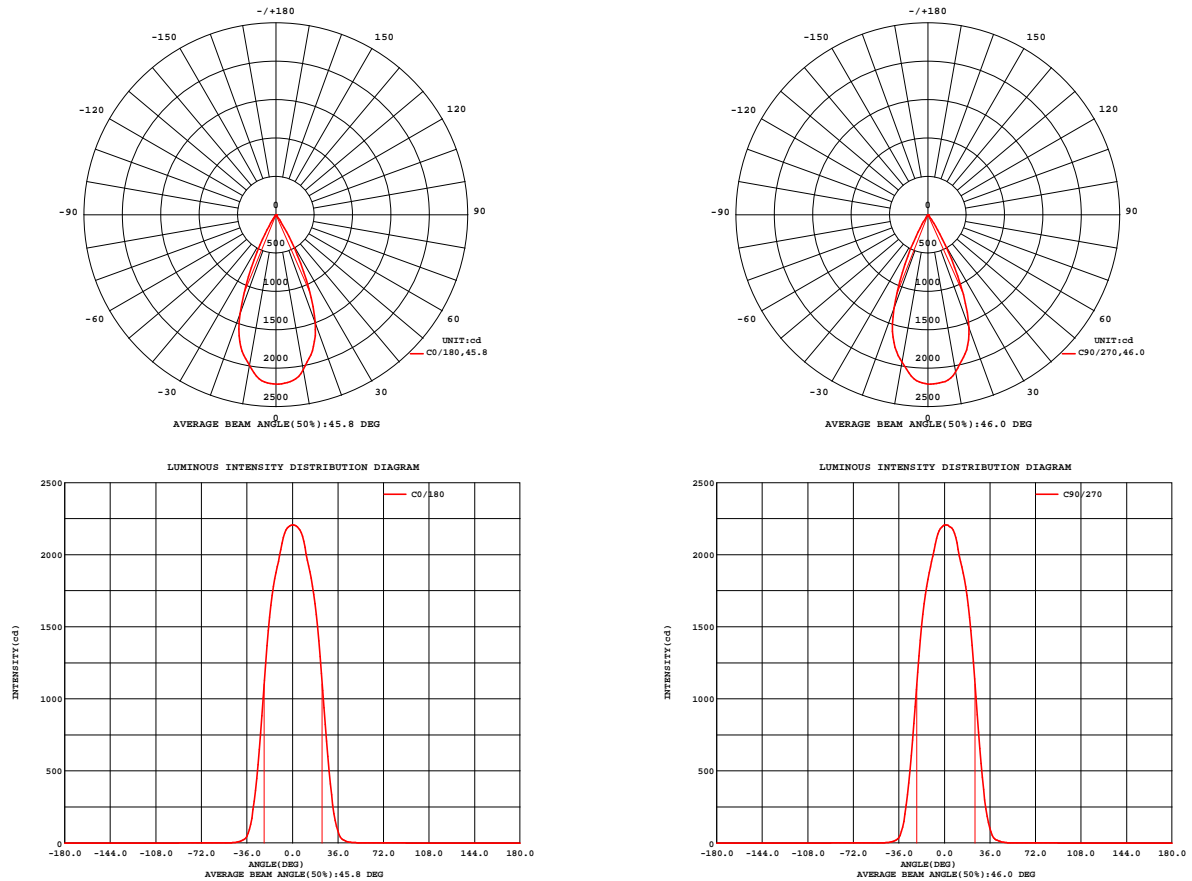 -/+180
-150 150
-120 120
-90 0 90
500
1000
-60 1500 60
UNIT:cd
2000 C0/180,45.8
-30 30
2500
0
AVERAGE BEAM ANGLE(50%):45.8 DEG
-/+180
-150 150
-120 120
-90 0 90
500
1000
-60 1500 60
UNIT:cd
2000 C90/270,46.0
-30 30
2500
0
AVERAGE BEAM ANGLE(50%):46.0 DEG
LUMINOUS INTENSITY DISTRIBUTION DIAGRAM
2500
C0/180
2000
1500
INTENSITY(cd)
1000
500
0
-180.0 -144.0 -108.0 -72.0 -36.0 0.0 36.0 72.0 108.0 144.0 180.0
ANGLE(DEG)
AVERAGE BEAM ANGLE(50%):45.8 DEG
LUMINOUS INTENSITY DISTRIBUTION DIAGRAM
2500
C90/270
2000
1500
INTENSITY(cd)
1000
500
0
-180.0 -144.0 -108.0 -72.0 -36.0 0.0 36.0 72.0 108.0 144.0 180.0
ANGLE(DEG)
AVERAGE BEAM ANGLE(50%):46.0 DEG